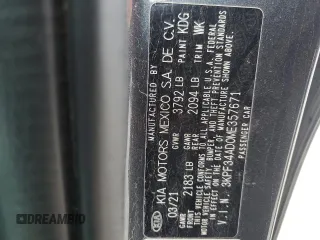 KIA MOTORS MEXICO S.A. DE C.V.
MANUFACTURED BY
03/21
GVWR 3792 LB
PAINT KDG
GAWR FRONT 2183 LB
GAWR REAR 2094 LB
TRIM WK
THIS VEHICLE CONFORMS TO ALL APPLICABLE U.S.A. FEDERAL
MOTOR VEHICLE SAFETY, BUMPER, AND THEFT PREVENTION STANDARDS
IN EFFECT ON THE DATE OF MANUFACTURE SHOWN ABOVE.
V.I.N. 3KPF34AD0ME357671
PASSENGER CAR
DREAMBID